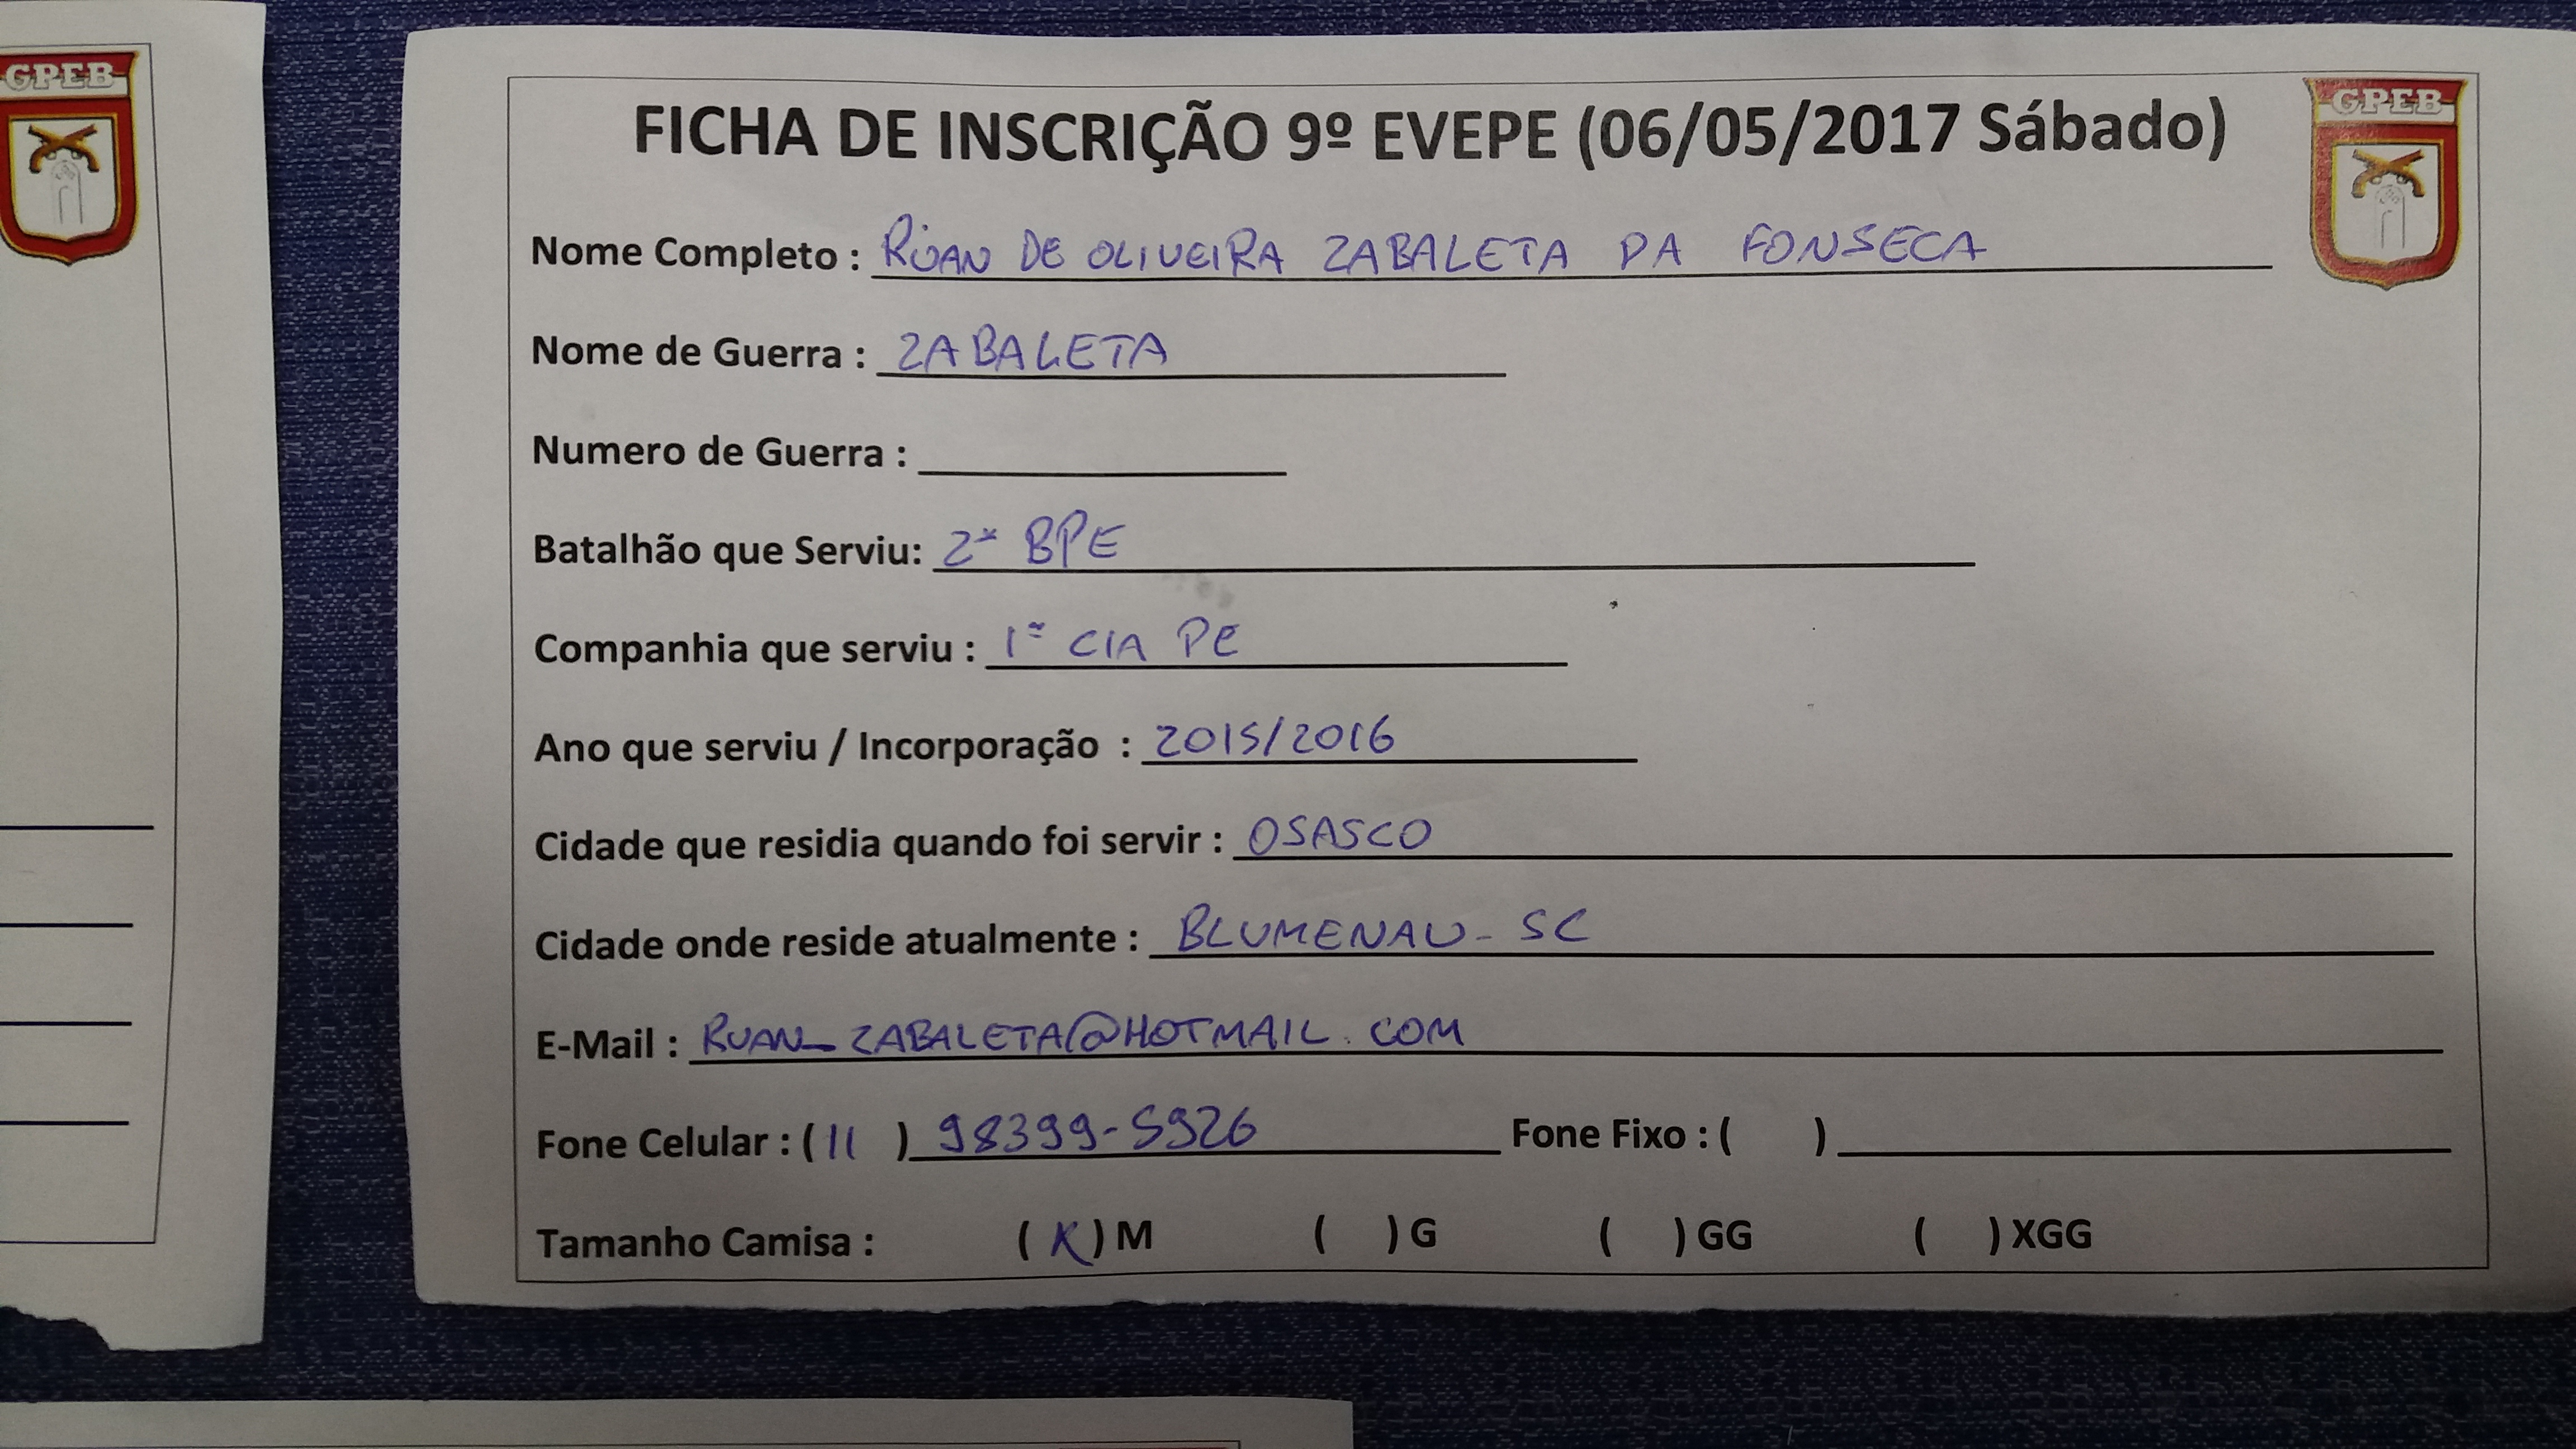 GPEB
GPEB
FICHA DE INSCRIÇÃO 9º EVEPE (06/05/2017 Sábado)
Nome Completo : RUAN DE OLIVEIRA ZABALETA DA FONSECA
Nome de Guerra : ZABALETA
Numero de Guerra :
Batalhão que Serviu: 2º BPE
Companhia que serviu : 1ª CIA PE
Ano que serviu / Incorporação : 2015/2016
Cidade que residia quando foi servir : OSASCO
Cidade onde reside atualmente : BLUMENAU - SC
E-Mail : RUAN_ZABALETA@HOTMAIL.COM
Fone Celular : (11 ) 98399-5926 Fone Fixo : ( )
Tamanho Camisa : (X) M ( ) G ( ) GG ( ) XGG